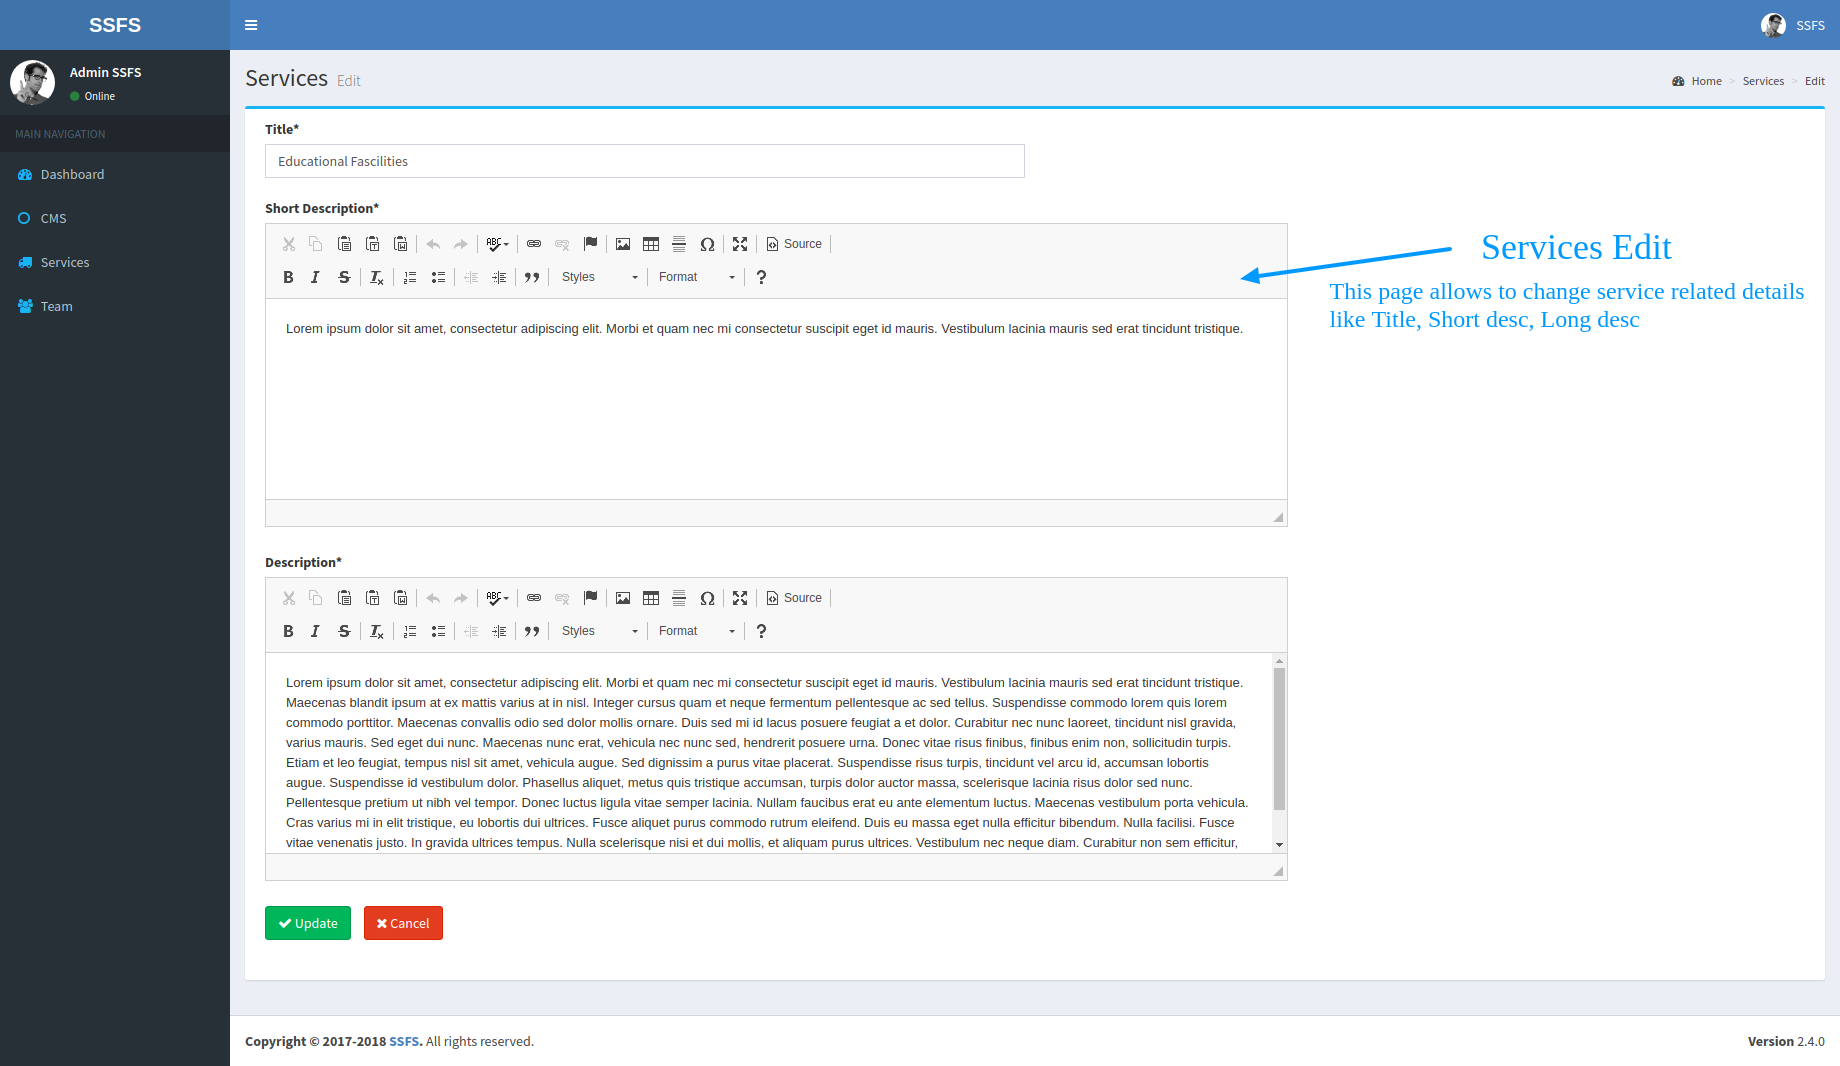 SSFS
SSFS
Admin SSFS
Online
MAIN NAVIGATION
Dashboard
CMS
Services
Team
Services Edit
Home > Services > Edit
Title*
Educational Fascilities
Short Description*
ABC
Source
B I S Tx
Styles
Format
?
Lorem ipsum dolor sit amet, consectetur adipiscing elit. Morbi et quam nec mi consectetur suscipit eget id mauris. Vestibulum lacinia mauris sed erat tincidunt tristique.
Services Edit
This page allows to change service related details
like Title, Short desc, Long desc
Description*
ABC
Source
B I S Tx
Styles
Format
?
Lorem ipsum dolor sit amet, consectetur adipiscing elit. Morbi et quam nec mi consectetur suscipit eget id mauris. Vestibulum lacinia mauris sed erat tincidunt tristique.
Maecenas blandit ipsum at ex mattis varius at in nisl. Integer cursus quam et neque fermentum pellentesque ac sed tellus. Suspendisse commodo lorem quis lorem
commodo porttitor. Maecenas convallis odio sed dolor mollis ornare. Duis sed mi id lacus posuere feugiat a et dolor. Curabitur nec nunc laoreet, tincidunt nisl gravida,
varius mauris. Sed eget dui nunc. Maecenas nunc erat, vehicula nec nunc sed, hendrerit posuere urna. Donec vitae risus finibus, finibus enim non, sollicitudin turpis.
Etiam et leo feugiat, tempus nisl sit amet, vehicula augue. Sed dignissim a purus vitae placerat. Suspendisse risus turpis, tincidunt vel arcu id, accumsan lobortis
augue. Suspendisse id vestibulum dolor. Phasellus aliquet, metus quis tristique accumsan, turpis dolor auctor massa, scelerisque lacinia risus dolor sed nunc.
Pellentesque pretium ut nibh vel tempor. Donec luctus ligula vitae semper lacinia. Nullam faucibus erat eu ante elementum luctus. Maecenas vestibulum porta vehicula.
Cras varius mi in elit tristique, eu lobortis dui ultrices. Fusce aliquet purus commodo rutrum eleifend. Duis eu massa eget nulla efficitur bibendum. Nulla facilisi. Fusce
vitae venenatis justo. In gravida ultrices tempus. Nulla scelerisque nisi et dui mollis, et aliquam purus ultrices. Vestibulum nec neque diam. Curabitur non sem efficitur,
Update
Cancel
Copyright © 2017-2018 SSFS. All rights reserved.
Version 2.4.0